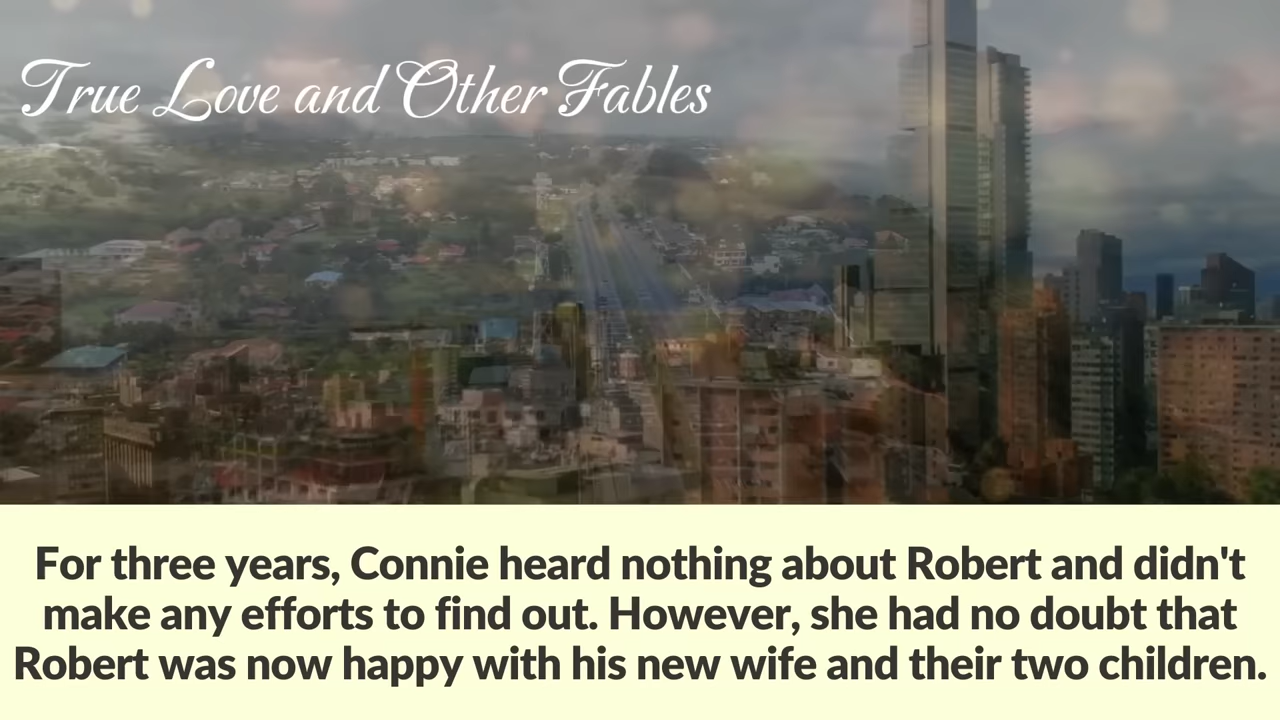 True Love and Other Fables
For three years, Connie heard nothing about Robert and didn't
make any efforts to find out. However, she had no doubt that
Robert was now happy with his new wife and their two children.